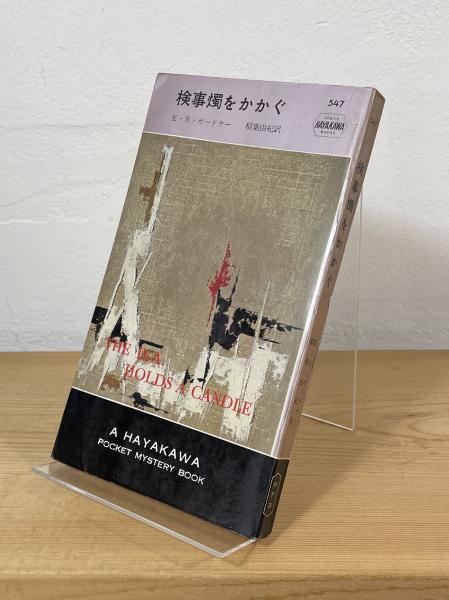 検事燭をかかぐ
E・S・ガードナー 稲葉由紀訳
547
HAYAKAWA
THE D.A.
HOLDS A CANDLE
A HAYAKAWA
POCKET MYSTERY BOOK
547
検事燭をかかぐ